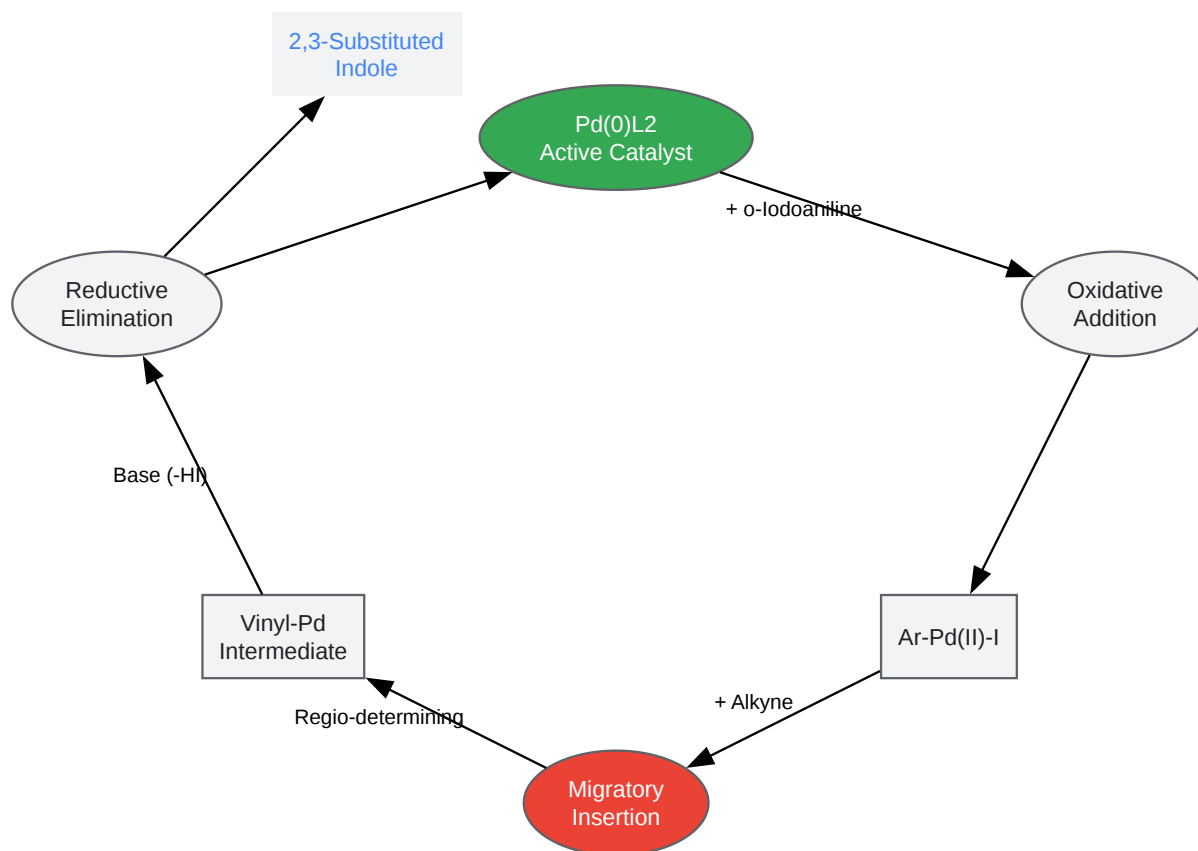 2,3-Substituted
Indole
Pd(0)L2
Active Catalyst
+ o-Iodoaniline
Reductive
Elimination
Oxidative
Addition
Base (-HI)
Vinyl-Pd
Intermediate
Ar-Pd(II)-I
+ Alkyne
Regio-determining
Migratory
Insertion